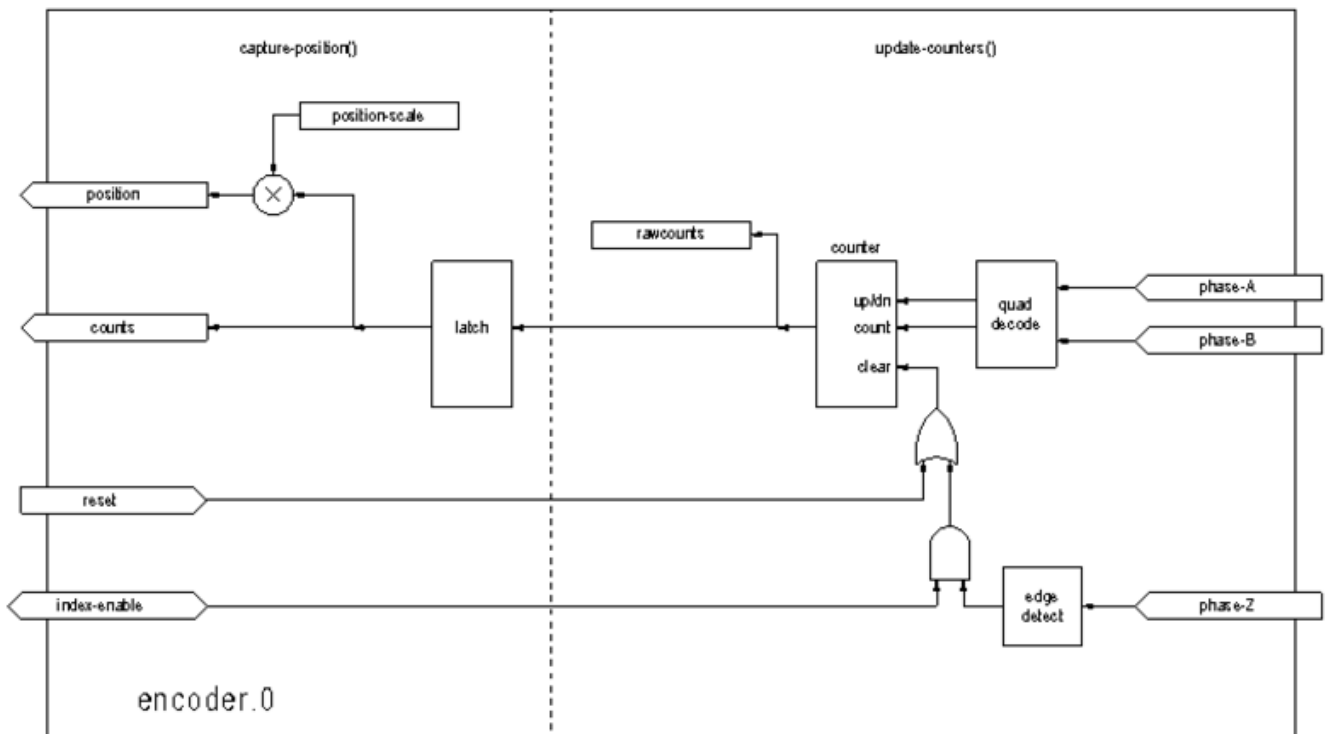 capture-position()
update-counters()
position-scale
position
rawcounts
counter
phase-A
up/dn
quad
decode
counts
latch
count
phase-B
clear
reset
index-enable
edge
detect
phase-Z
encoder.0